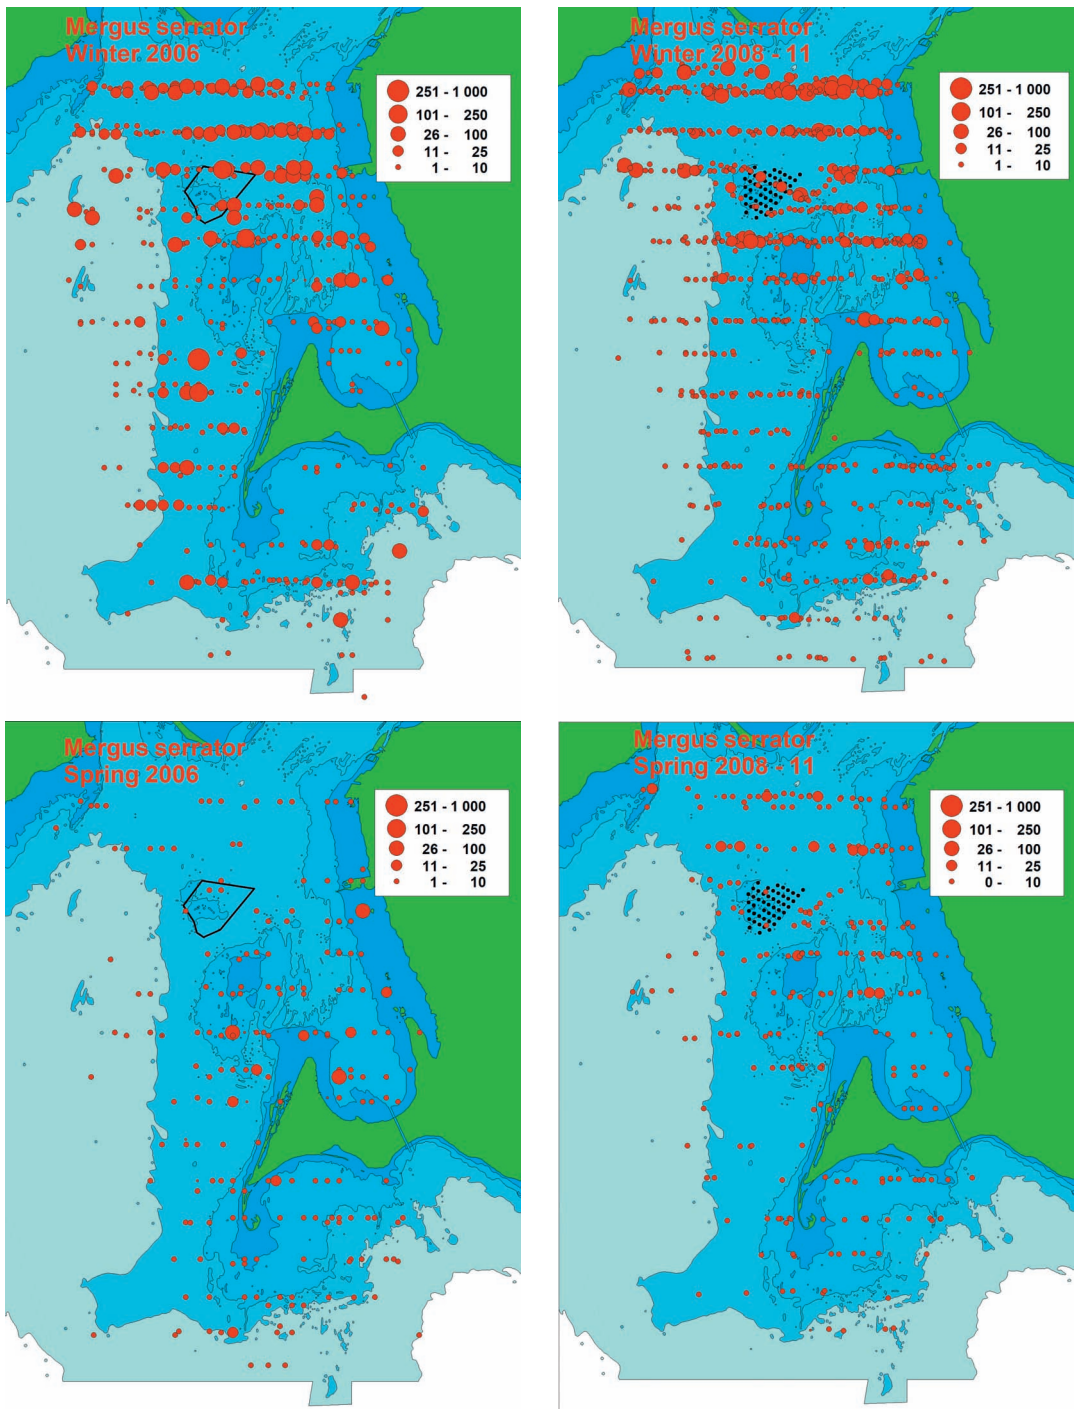 Mergus serrator
Winter 2006
251 - 1 000
101 - 250
26 - 100
11 - 25
1 - 10
Mergus serrator
Winter 2008 - 11
251 - 1 000
101 - 250
26 - 100
11 - 25
1 - 10
Mergus serrator
Spring 2006
251 - 1 000
101 - 250
26 - 100
11 - 25
1 - 10
Mergus serrator
Spring 2008 - 11
251 - 1 000
101 - 250
26 - 100
11 - 25
0 - 10